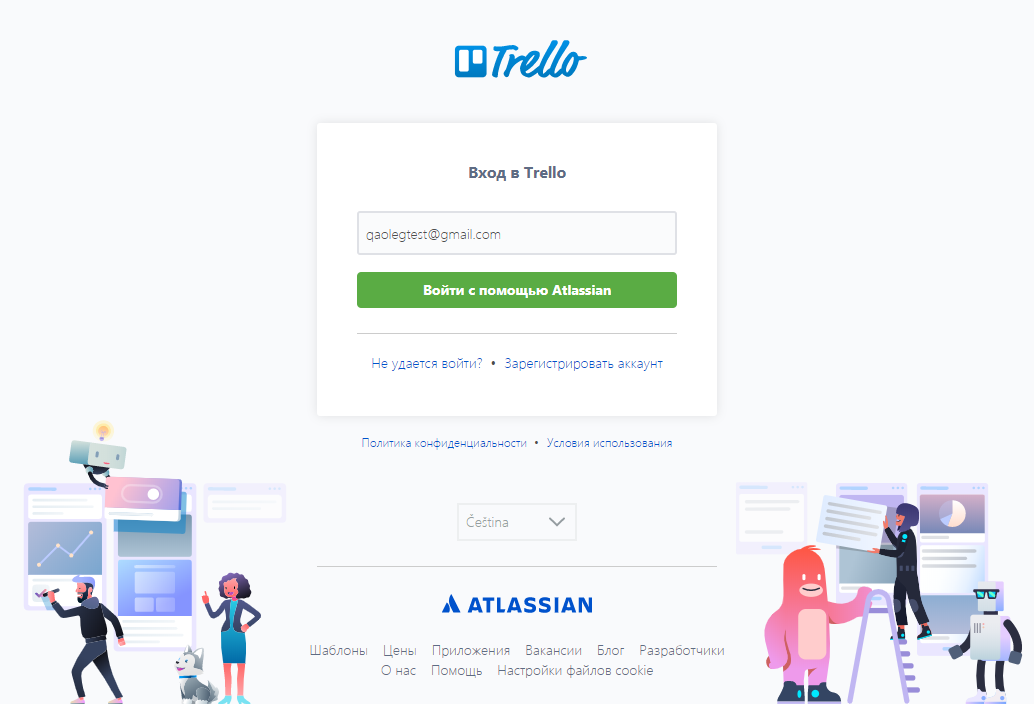 Trello
Вход в Trello
qaolegtest@gmail.com
Войти с помощью Atlassian
Не удается войти? • Зарегистрировать аккаунт
Политика конфиденциальности • Условия использования
Čeština
ATLASSIAN
Шаблоны Цены Приложения Вакансии Блог Разработчики
О нас Помощь Настройки файлов cookie